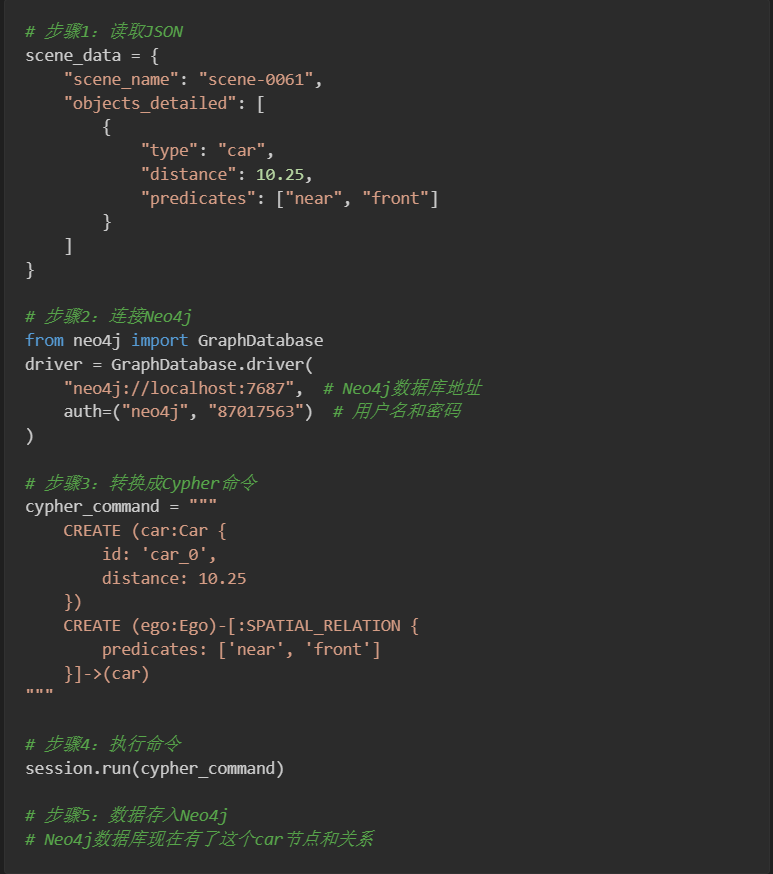 # 步骤1：读取JSON
scene_data = {
    "scene_name": "scene-0061",
    "objects_detailed": [
        {
            "type": "car",
            "distance": 10.25,
            "predicates": ["near", "front"]
        }
    ]
}
# 步骤2：连接Neo4j
from neo4j import GraphDatabase
driver = GraphDatabase.driver(
    "neo4j://localhost:7687",  # Neo4j数据库地址
    auth=("neo4j", "87017563")  # 用户名和密码
)
# 步骤3：转换成Cypher命令
cypher_command = """
    CREATE (car:Car {
        id: 'car_0',
        distance: 10.25
    })
    CREATE (ego:Ego)-[:SPATIAL_RELATION {
        predicates: ['near', 'front']
    }]->(car)
"""
# 步骤4：执行命令
session.run(cypher_command)
# 步骤5：数据存入Neo4j
# Neo4j数据库现在有了这个car节点和关系